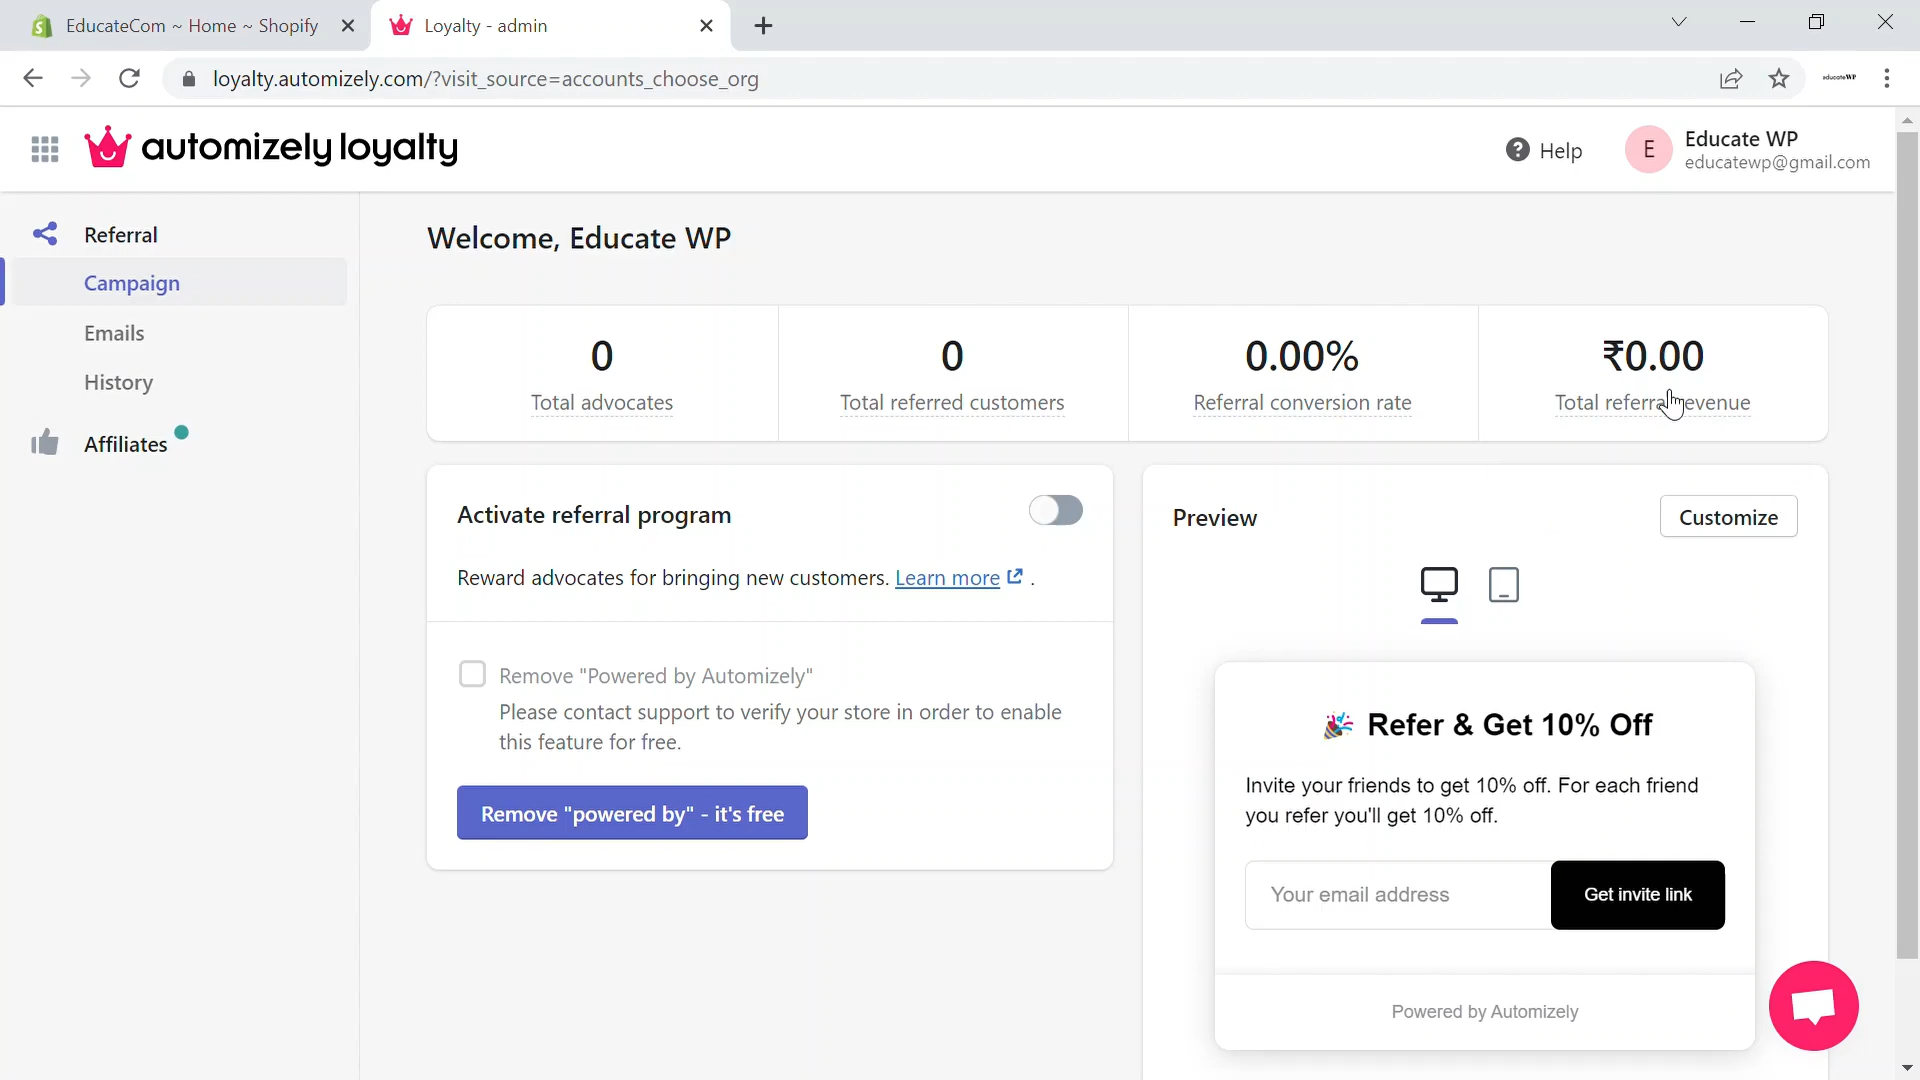 EducateCom ~ Home ~ Shopify
Loyalty - admin
loyalty.automizely.com/?visit_source=accounts_choose_org
educateWP
automizely loyalty
? Help
E
Educate WP
educatewp@gmail.com
Referral
Campaign
Emails
History
Affiliates
Welcome, Educate WP
0
Total advocates
0
Total referred customers
0.00%
Referral conversion rate
₹0.00
Total referral revenue
Activate referral program
Reward advocates for bringing new customers. Learn more .
Remove "Powered by Automizely"
Please contact support to verify your store in order to enable
this feature for free.
Remove "powered by" - it's free
Preview
Customize
🎉 Refer & Get 10% Off
Invite your friends to get 10% off. For each friend
you refer you'll get 10% off.
Your email address
Get invite link
Powered by Automizely